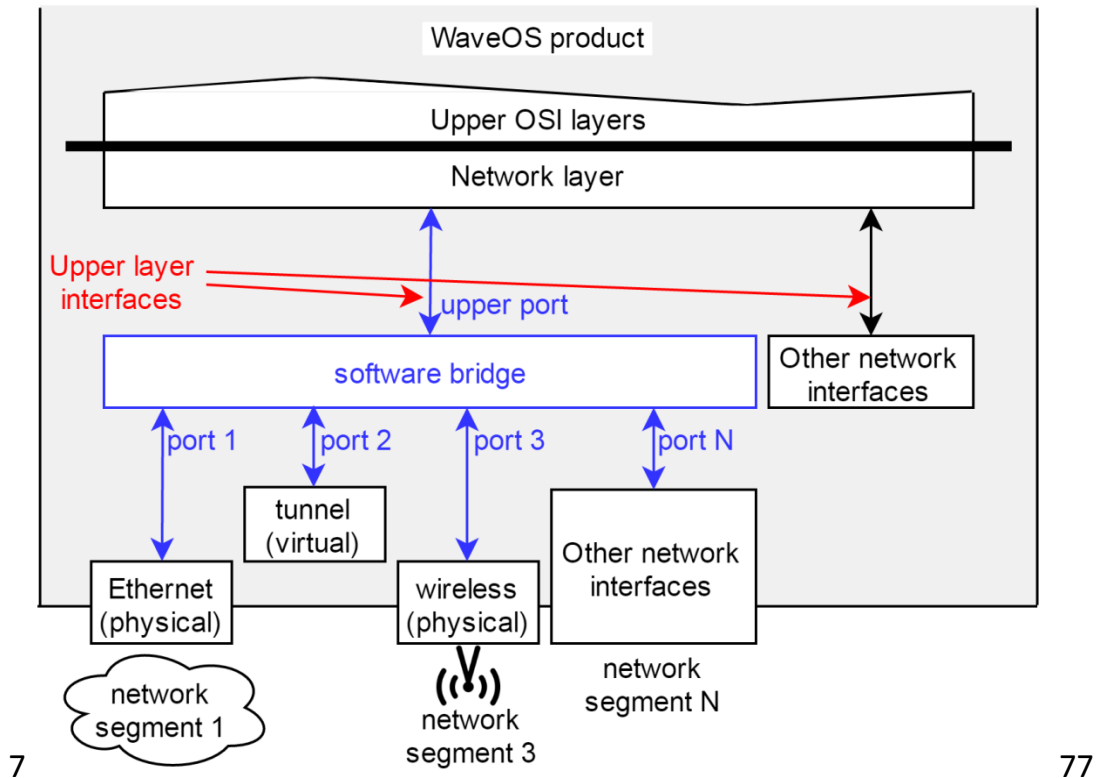 WaveOS product
Upper OSI layers
Network layer
Upper layer
interfaces
upper port
software bridge
Other network
interfaces
port 1
port 2
port 3
port N
tunnel
(virtual)
Ethernet
(physical)
wireless
(physical)
Other network
interfaces
network
segment 1
network
segment 3
network
segment N
7
77